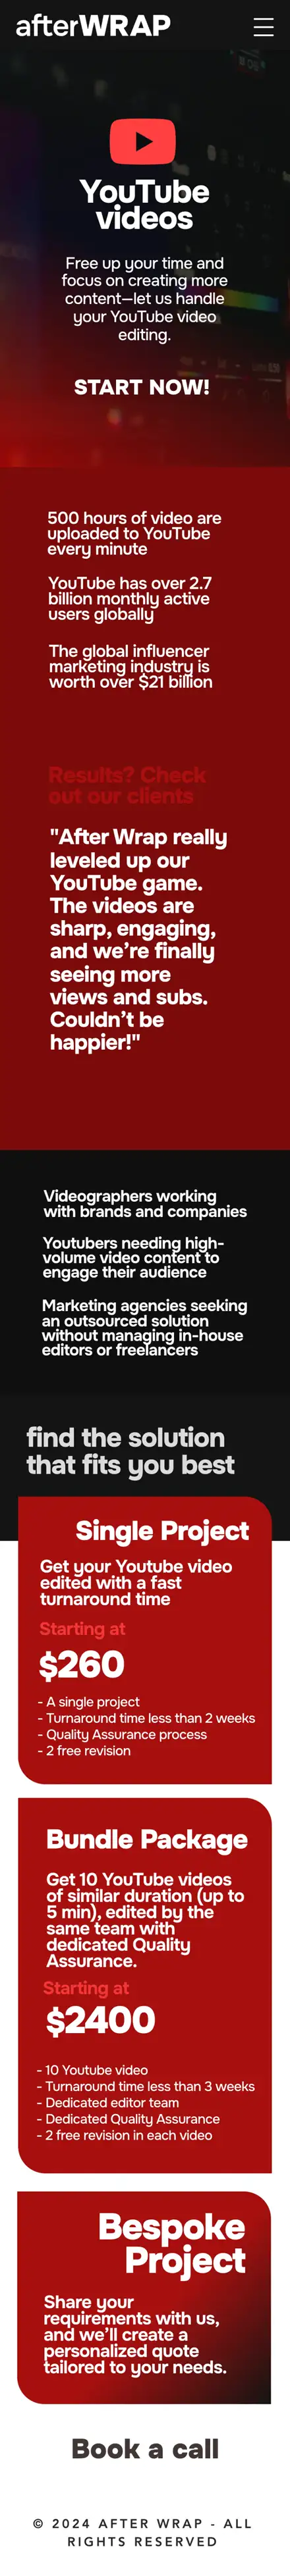 afterWRAP
YouTube
videos
Free up your time and
focus on creating more
content—let us handle
your YouTube video
editing.
START NOW!
500 hours of video are
uploaded to YouTube
every minute
YouTube has over 2.7
billion monthly active
users globally
The global influencer
marketing industry is
worth over $21 billion
Results? Check
out our clients
"After Wrap really
leveled up our
YouTube game.
The videos are
sharp, engaging,
and we’re finally
seeing more
views and subs.
Couldn’t be
happier!"
Videographers working
with brands and companies
Youtubers needing high-
volume video content to
engage their audience
Marketing agencies seeking
an outsourced solution
without managing in-house
editors or freelancers
find the solution
that fits you best
Single Project
Get your Youtube video
edited with a fast
turnaround time
Starting at
$260
- A single project
- Turnaround time less than 2 weeks
- Quality Assurance process
- 2 free revision
Bundle Package
Get 10 YouTube videos
of similar duration (up to
5 min), edited by the
same team with
dedicated Quality
Assurance.
Starting at
$2400
- 10 Youtube video
- Turnaround time less than 3 weeks
- Dedicated editor team
- Dedicated Quality Assurance
- 2 free revision in each video
Bespoke
Project
Share your
requirements with us,
and we’ll create a
personalized quote
tailored to your needs.
Book a call
© 2024 AFTER WRAP - ALL
RIGHTS RESERVED